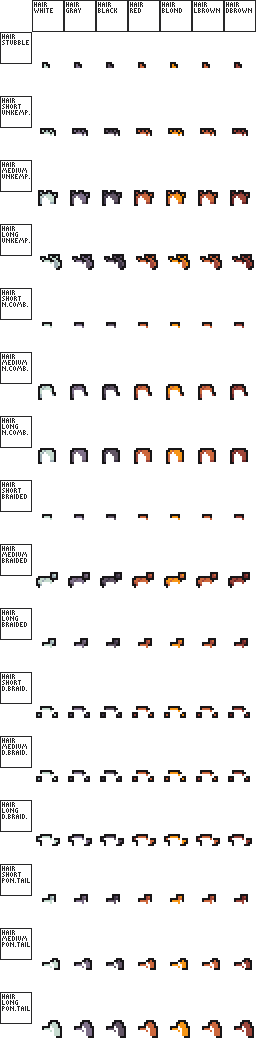 HAIR
WHITE
HAIR
GRAY
HAIR
BLACK
HAIR
RED
HAIR
BLOND
HAIR
LBROWN
HAIR
DBROWN
HAIR
STUBBLE
HAIR
SHORT
UNKEMP.
HAIR
MEDIUM
UNKEMP.
HAIR
LONG
UNKEMP.
HAIR
SHORT
N.COMB.
HAIR
MEDIUM
N.COMB.
HAIR
LONG
N.COMB.
HAIR
SHORT
BRAIDED
HAIR
MEDIUM
BRAIDED
HAIR
LONG
BRAIDED
HAIR
SHORT
D.BRAID.
HAIR
MEDIUM
D.BRAID.
HAIR
LONG
D.BRAID.
HAIR
SHORT
PON.TAIL
HAIR
MEDIUM
PON.TAIL
HAIR
LONG
PON.TAIL